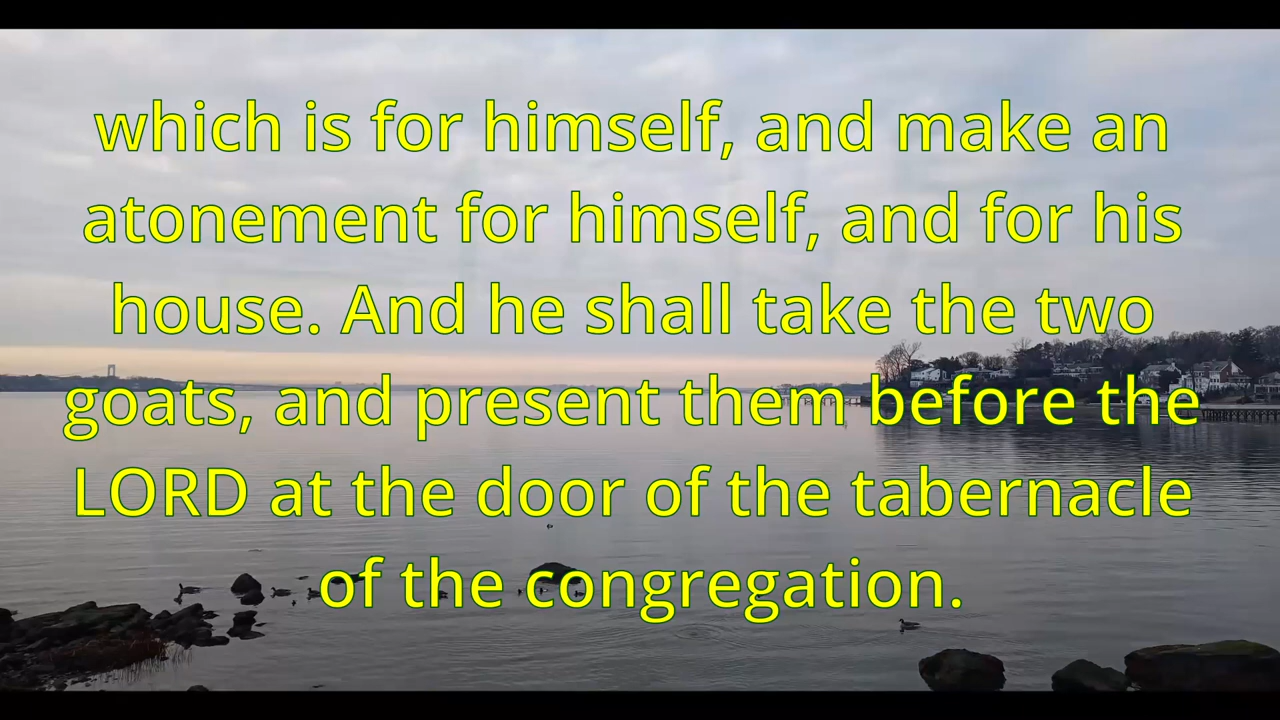 which is for himself, and make an
atonement for himself, and for his
house. And he shall take the two
goats, and present them before the
LORD at the door of the tabernacle
of the congregation.